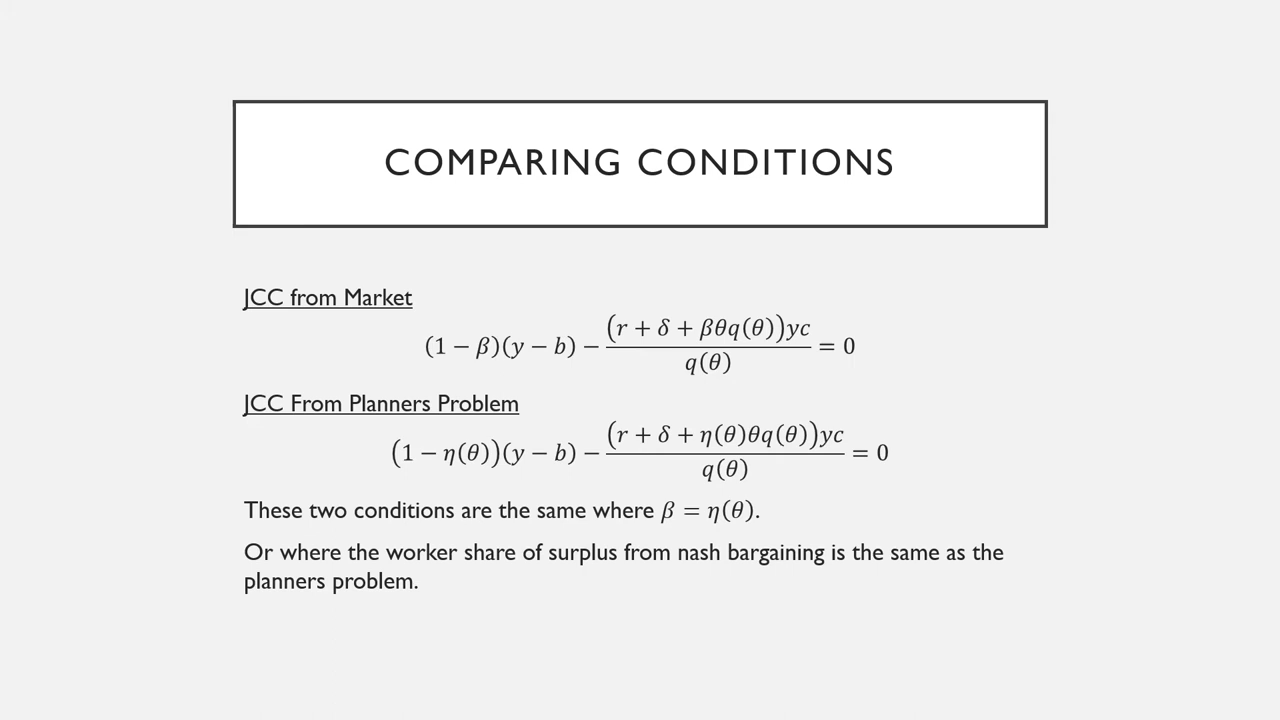 COMPARING CONDITIONS
JCC from Market
(1 − β)(y − b) − (r + δ + βθq(θ))yc / q(θ) = 0
JCC From Planners Problem
(1 − η(θ))(y − b) − (r + δ + η(θ)θq(θ))yc / q(θ) = 0
These two conditions are the same where β = η(θ).
Or where the worker share of surplus from nash bargaining is the same as the
planners problem.